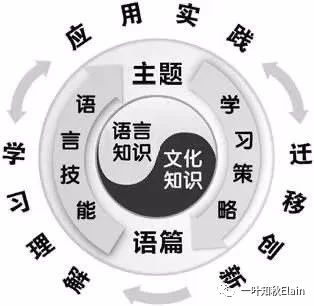 应用实践
主题
语言技能
学习策略
语言
知识
文化
知识
语篇
学习理解
迁移创新
一叶知秋Elain